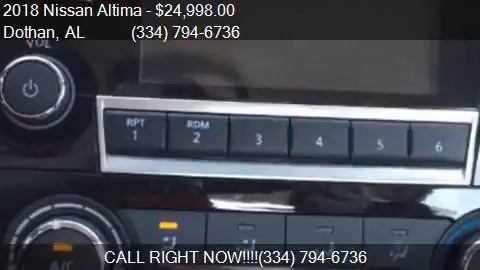 2018 Nissan Altima - $24,998.00
Dothan, AL (334) 794-6736
VOL
RPT RDM
1 2 3 4 5 6
A/C
CALL RIGHT NOW!!!!(334) 794-6736